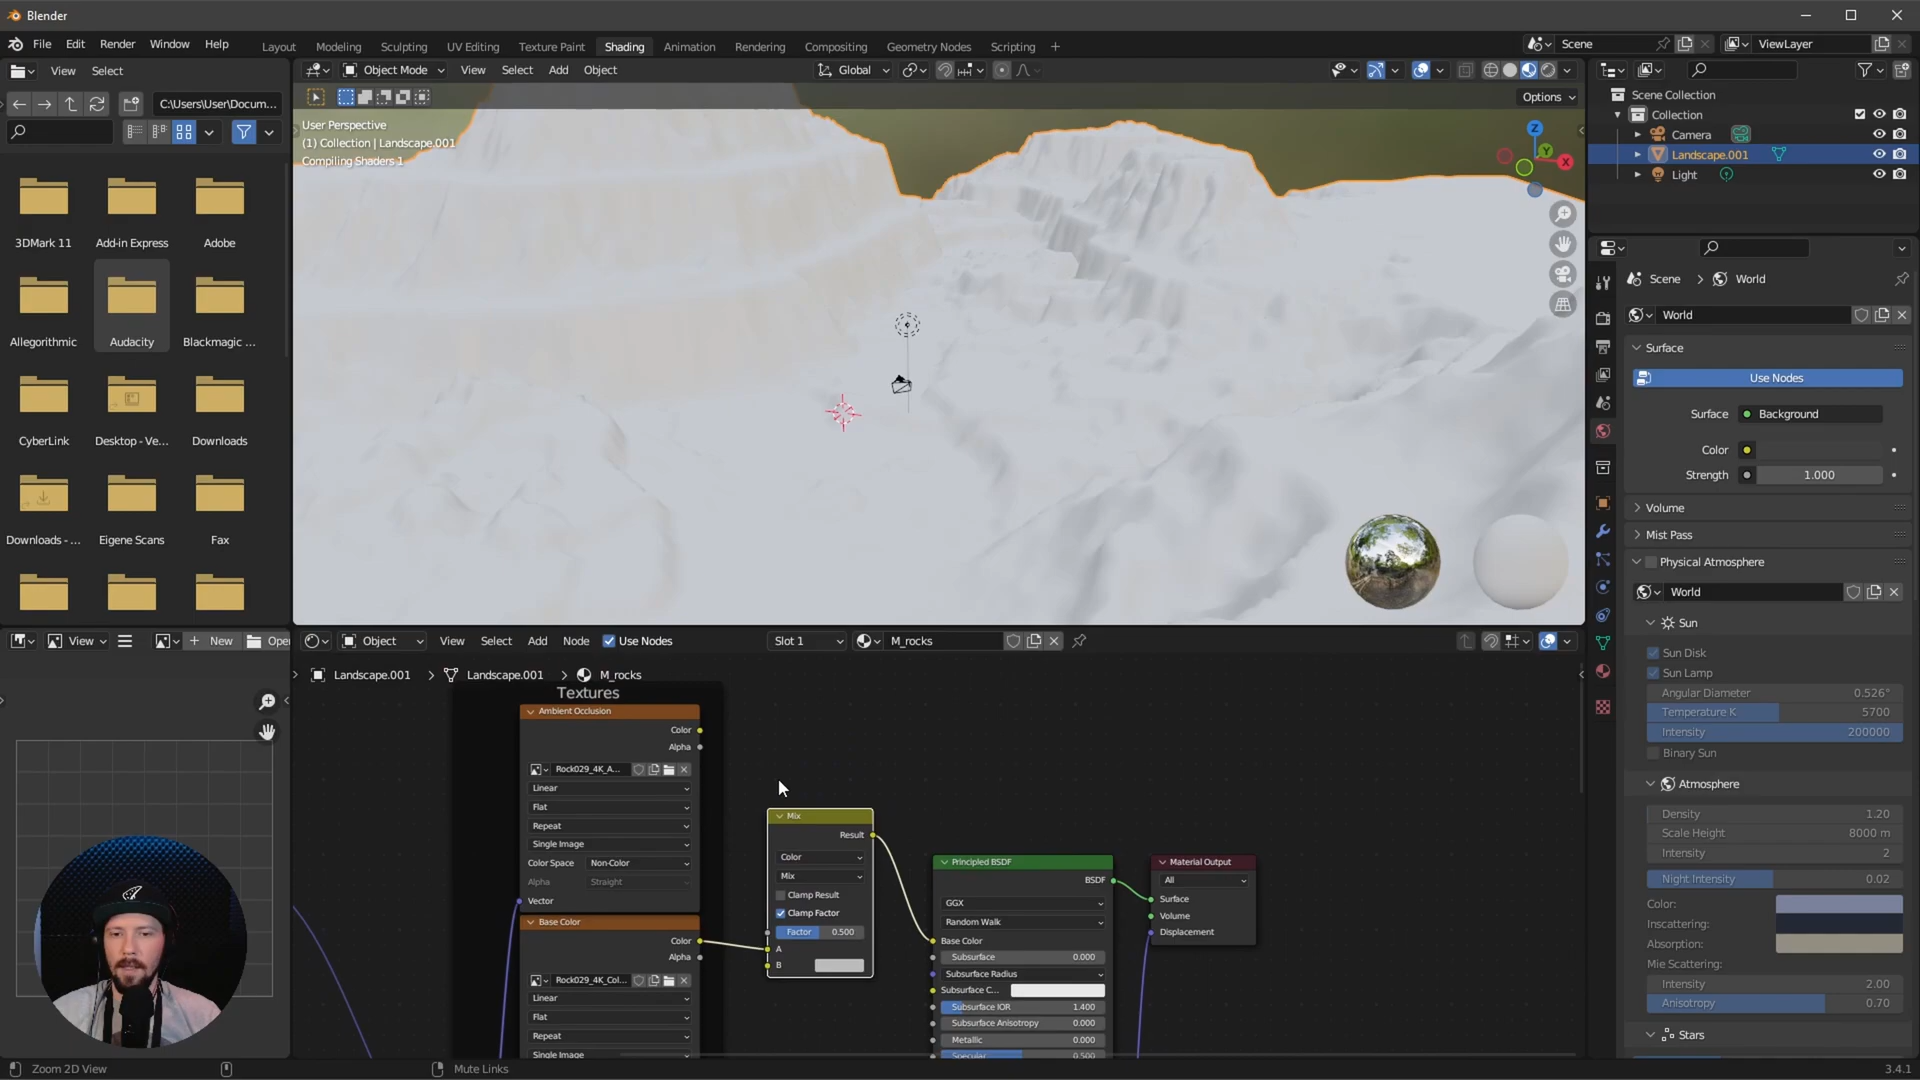 Blender
File Edit Render Window Help
Layout Modeling Sculpting UV Editing Texture Paint Shading Animation Rendering Compositing Geometry Nodes Scripting +
Scene
ViewLayer
View Select
Object Mode View Select Add Object
Global
C:\Users\User\Docum...
Options
User Perspective
(1) Collection | Landscape.001
Compiling Shaders 1
Z
Y
X
3DMark 11 Add-in Express Adobe
Allegorithmic Audacity Blackmagic ...
CyberLink Desktop - Ve... Downloads
Downloads - ... Eigene Scans Fax
Scene Collection
Collection
Camera
Landscape.001
Light
Scene > World
World
Surface
Use Nodes
Surface Background
Color
Strength 1.000
Volume
Mist Pass
Physical Atmosphere
World
Sun
Sun Disk
Sun Lamp
Angular Diameter 0.526°
Temperature K 5700
Intensity 200000
Binary Sun
Atmosphere
Density 1.20
Scale Height 8000 m
Intensity 2
Night Intensity 0.02
Color:
Inscattering:
Absorption:
Mie Scattering:
Intensity 2.00
Anisotropy 0.70
Stars
View + New Ope
Object View Select Add Node Use Nodes
Slot 1 M_rocks
Landscape.001 > Landscape.001 > M_rocks
Textures
Ambient Occlusion
Color
Alpha
Rock029_4K_A...
Linear
Flat
Repeat
Single Image
Color Space Non-Color
Alpha Straight
Vector
Base Color
Color
Alpha
Rock029_4K_Col...
Linear
Flat
Repeat
Single Image
Mix
Result
Color
Mix
Clamp Result
Clamp Factor
Factor 0.500
A
B
Principled BSDF
BSDF
GGX
Random Walk
Base Color
Subsurface 0.000
Subsurface Radius
Subsurface C...
Subsurface IOR 1.400
Subsurface Anisotropy 0.000
Metallic 0.000
Specular 0.500
Material Output
All
Surface
Volume
Displacement
Zoom 2D View
Mute Links
3.4.1